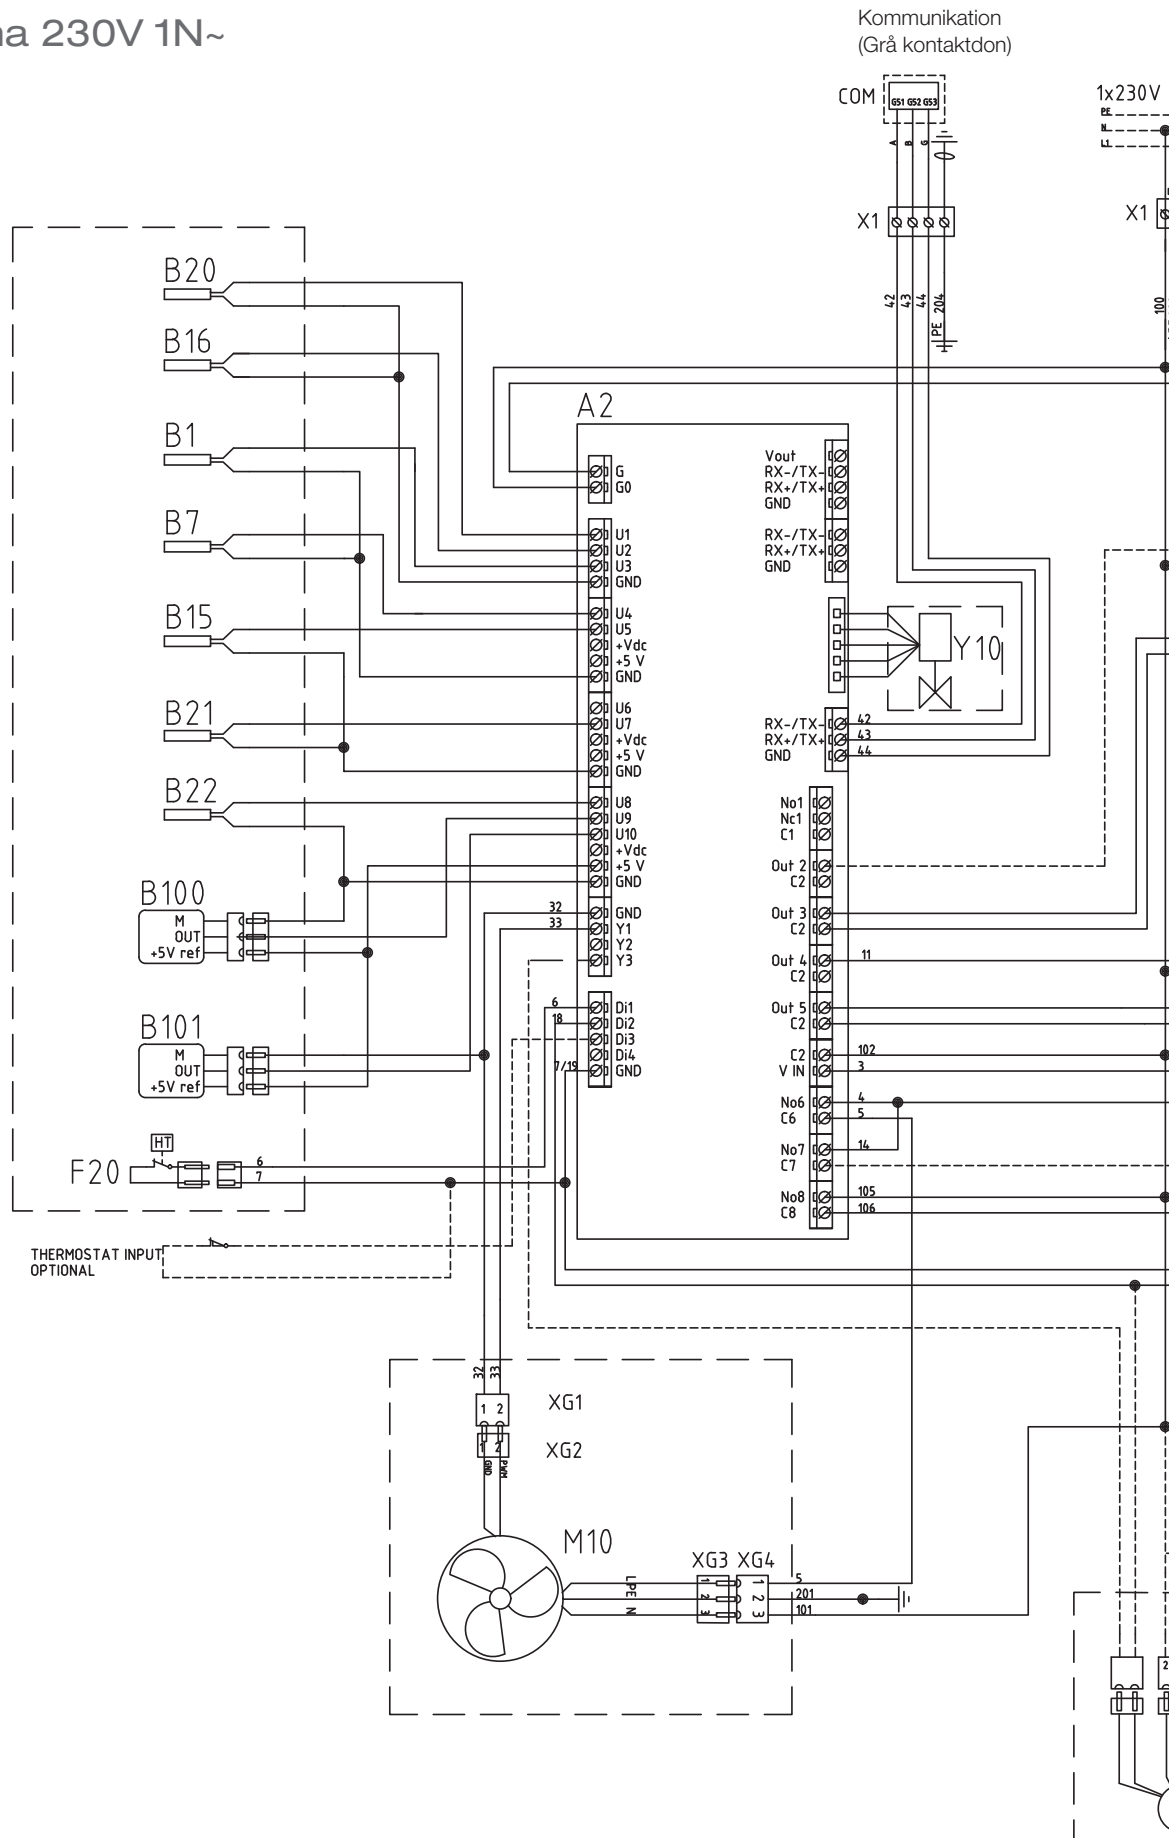 na 230V 1N~
Kommunikation
(Grå kontaktdon)
COM
G51 G52 G53
A B G
1x230V
PE
N
L1
X1
X1
42 43 44 PE 204
100
B20
B16
B1
B7
B15
B21
B22
B100
M
OUT
+5V ref
B101
M
OUT
+5V ref
HT
F20
6
7
THERMOSTAT INPUT
OPTIONAL
A2
G
G0
U1
U2
U3
GND
U4
U5
+Vdc
+5 V
GND
U6
U7
+Vdc
+5 V
GND
U8
U9
U10
+Vdc
+5 V
GND
32 GND
33 Y1
Y2
Y3
6 Di1
18 Di2
Di3
Di4
7/19 GND
Vout
RX-/TX-
RX+/TX+
GND
RX-/TX-
RX+/TX+
GND
Y10
RX-/TX- 42
RX+/TX+ 43
GND 44
No1
Nc1
C1
Out 2
C2
Out 3
C2
Out 4 11
C2
Out 5
C2
C2 102
V IN 3
No6 4
C6 5
No7 14
C7
No8 105
C8 106
32 33
1 2
XG1
1 2
XG2
GND PWM
M10
L PE N
XG3 XG4
1 1 5
2 2 201
3 3 101
2